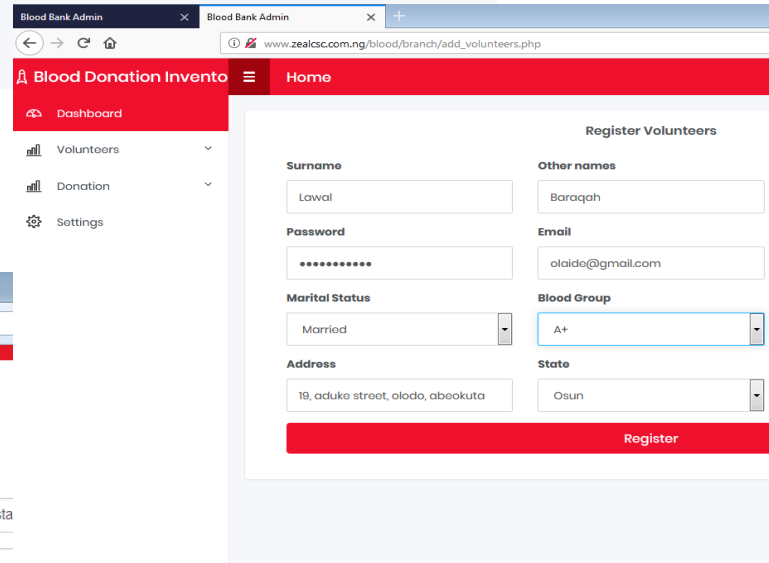 Blood Bank Admin
Blood Bank Admin
www.zealcsc.com.ng/blood/branch/add_volunteers.php
Blood Donation Invento
Home
Dashboard
Volunteers
Donation
Settings
Register Volunteers
Surname Other names
Lawal Baraqah
Password Email
••••••••••• olaide@gmail.com
Marital Status Blood Group
Married A+
Address State
19, aduke street, olodo, abeokuta Osun
Register
sta